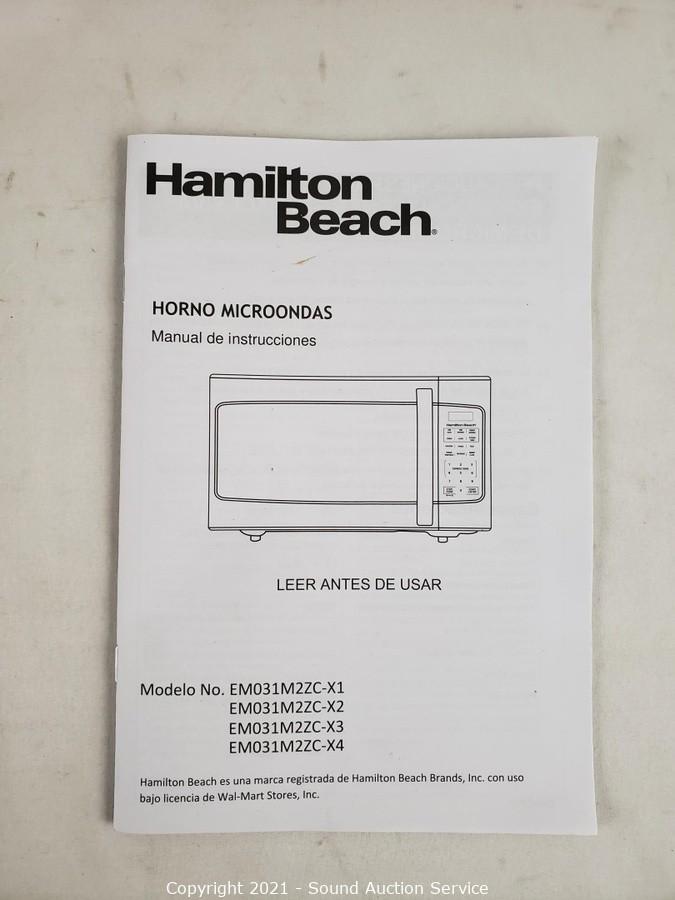 Hamilton
Beach®
HORNO MICROONDAS
Manual de instrucciones
Hamilton Beach
LEER ANTES DE USAR
Modelo No. EM031M2ZC-X1
EM031M2ZC-X2
EM031M2ZC-X3
EM031M2ZC-X4
Hamilton Beach es una marca registrada de Hamilton Beach Brands, Inc. con uso
bajo licencia de Wal-Mart Stores, Inc.
Copyright 2021 - Sound Auction Service